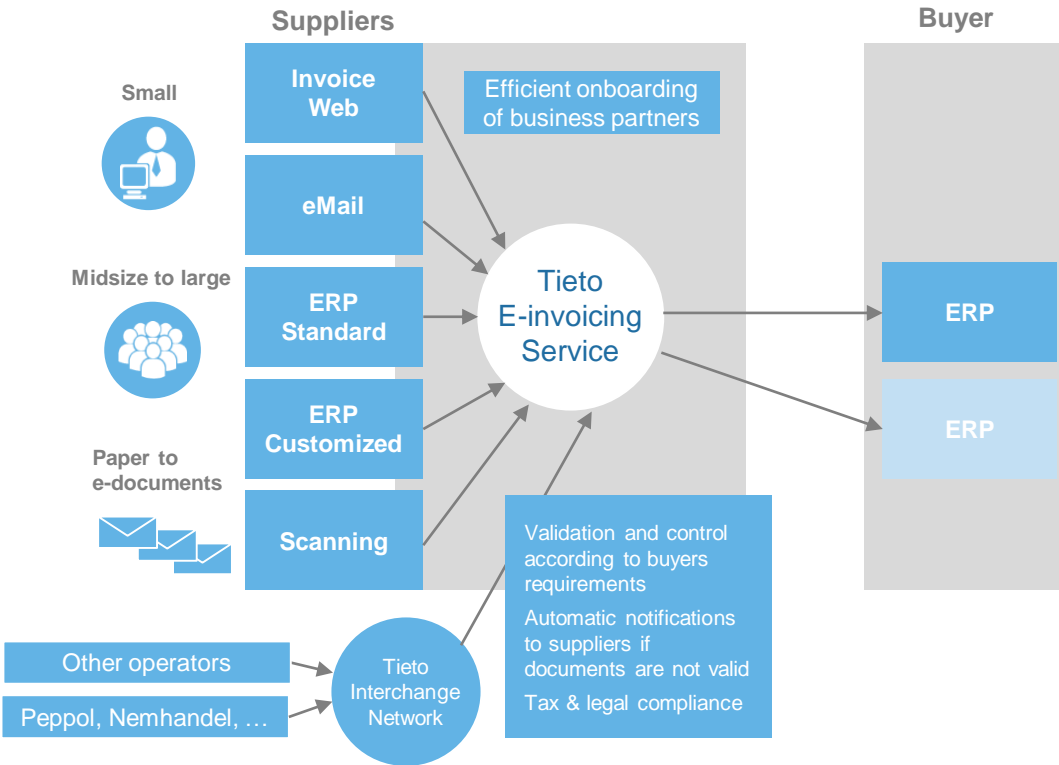 Suppliers
Buyer
Small
Invoice
Web
Efficient onboarding
of business partners
eMail
Midsize to large
ERP
Standard
Tieto
E-invoicing
Service
ERP
ERP
Customized
ERP
Paper to
e-documents
Scanning
Validation and control
according to buyers
requirements
Automatic notifications
to suppliers if
documents are not valid
Tax & legal compliance
Other operators
Peppol, Nemhandel, …
Tieto
Interchange
Network